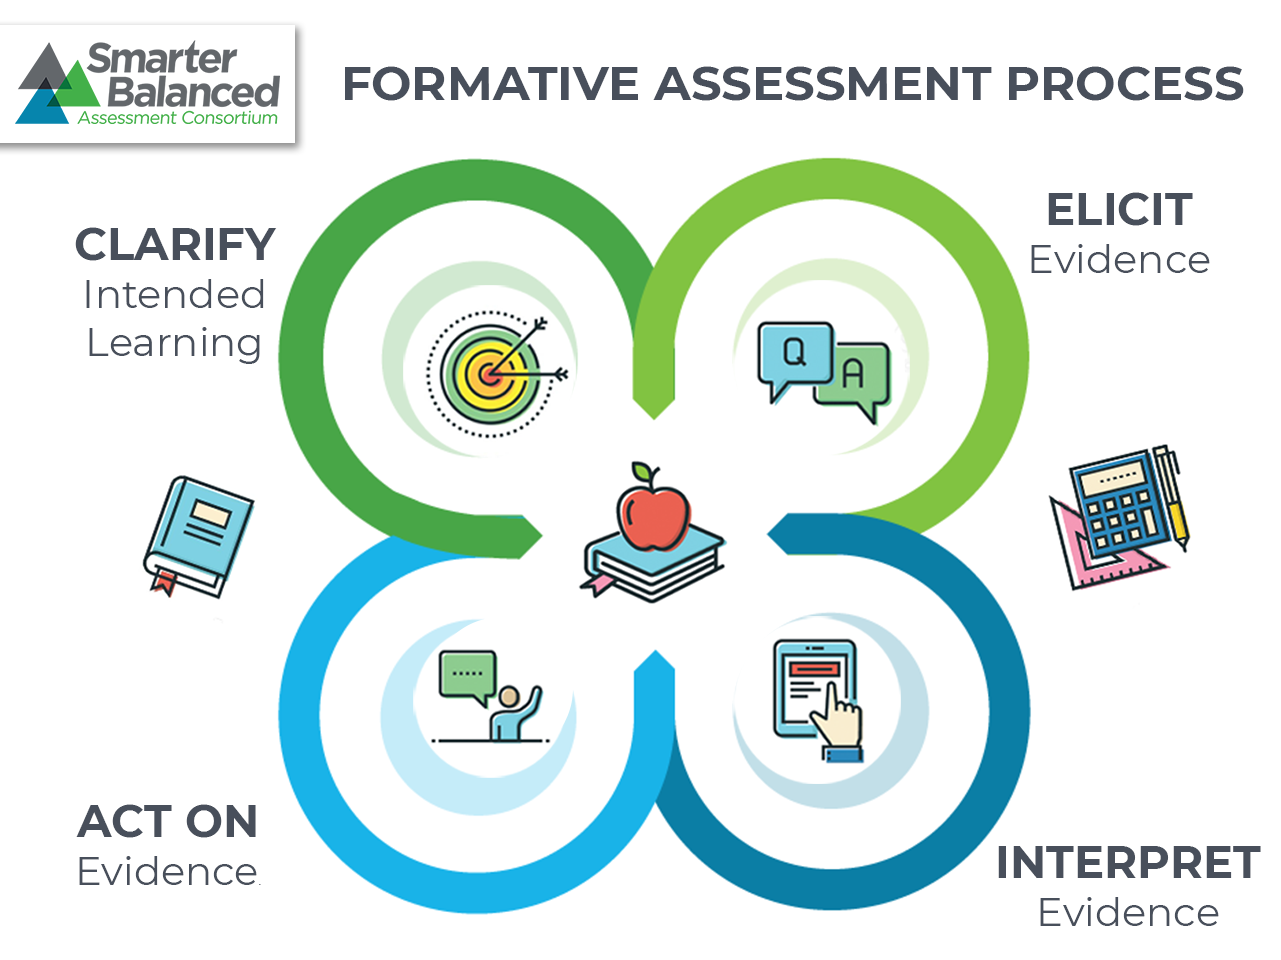 Smarter
Balanced
Assessment Consortium
FORMATIVE ASSESSMENT PROCESS
CLARIFY
Intended
Learning
ELICIT
Evidence
Q
A
ACT ON
Evidence.
INTERPRET
Evidence